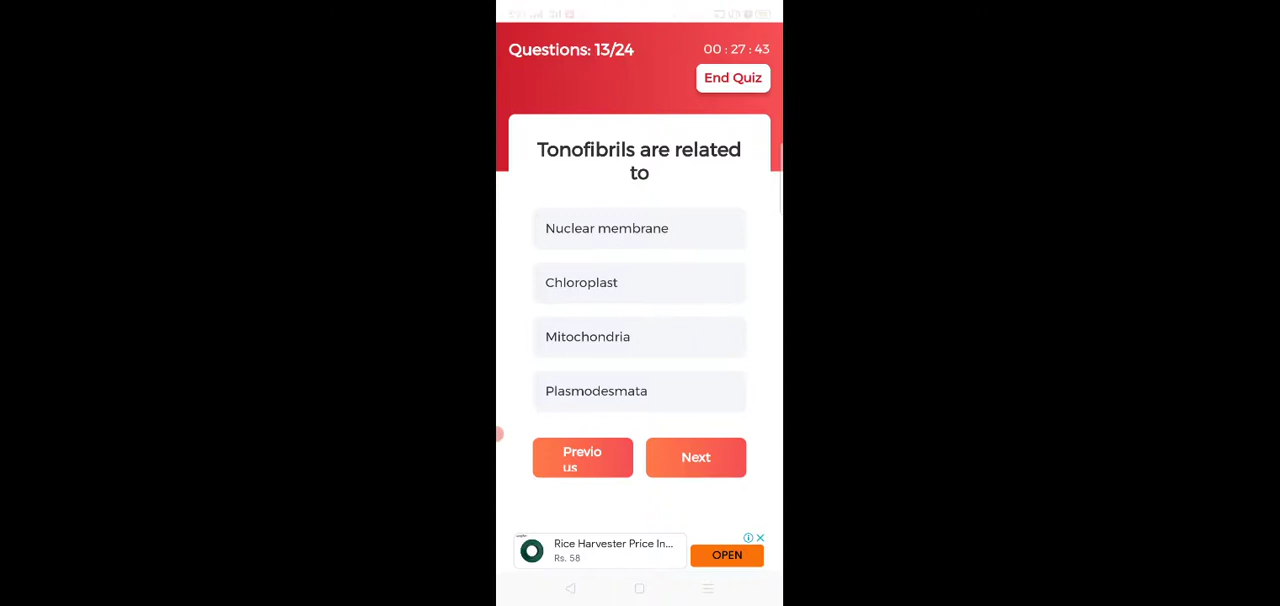 Questions: 13/24
00 : 27 : 43
End Quiz
Tonofibrils are related
to
Nuclear membrane
Chloroplast
Mitochondria
Plasmodesmata
Previo
us
Next
Rice Harvester Price In...
Rs. 58
OPEN